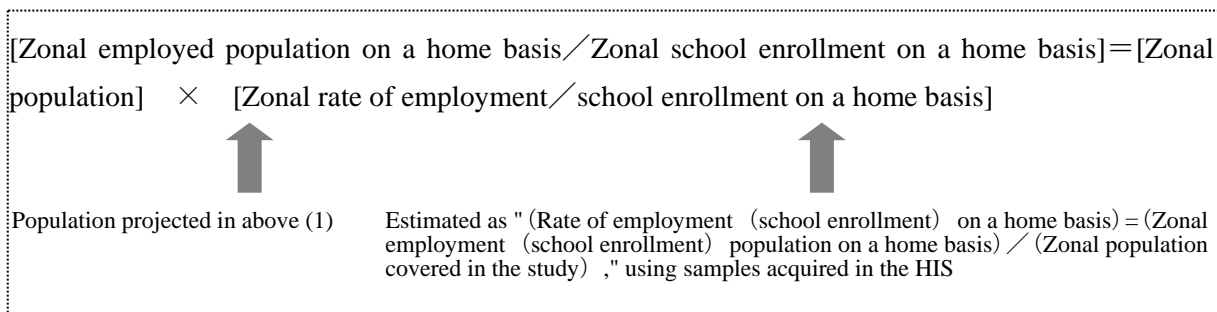 [Zonal employed population on a home basis／Zonal school enrollment on a home basis]＝[Zonal
population] × [Zonal rate of employment／school enrollment on a home basis]
Population projected in above (1)
Estimated as "（Rate of employment （school enrollment） on a home basis）＝（Zonal
employment （school enrollment） population on a home basis）／（Zonal population
covered in the study）," using samples acquired in the HIS